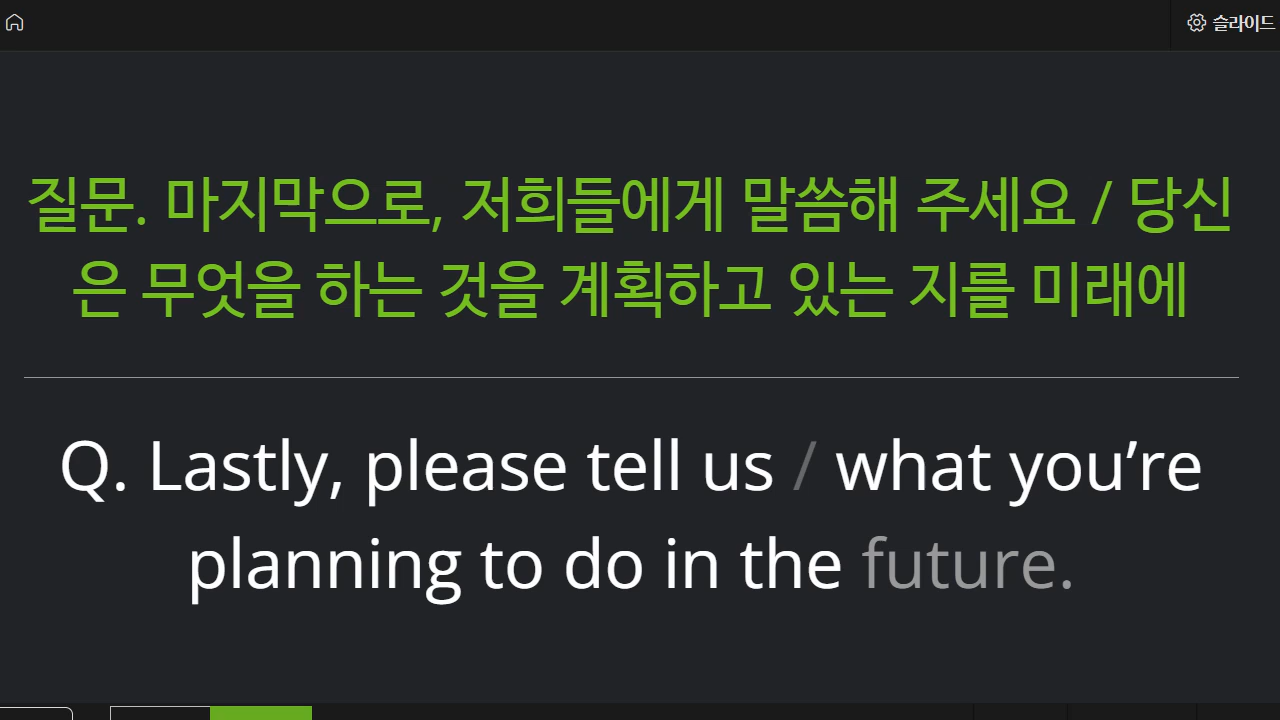 슬라이드
질문. 마지막으로, 저희들에게 말씀해 주세요 / 당신
은 무엇을 하는 것을 계획하고 있는 지를 미래에
Q. Lastly, please tell us / what you’re
planning to do in the future.